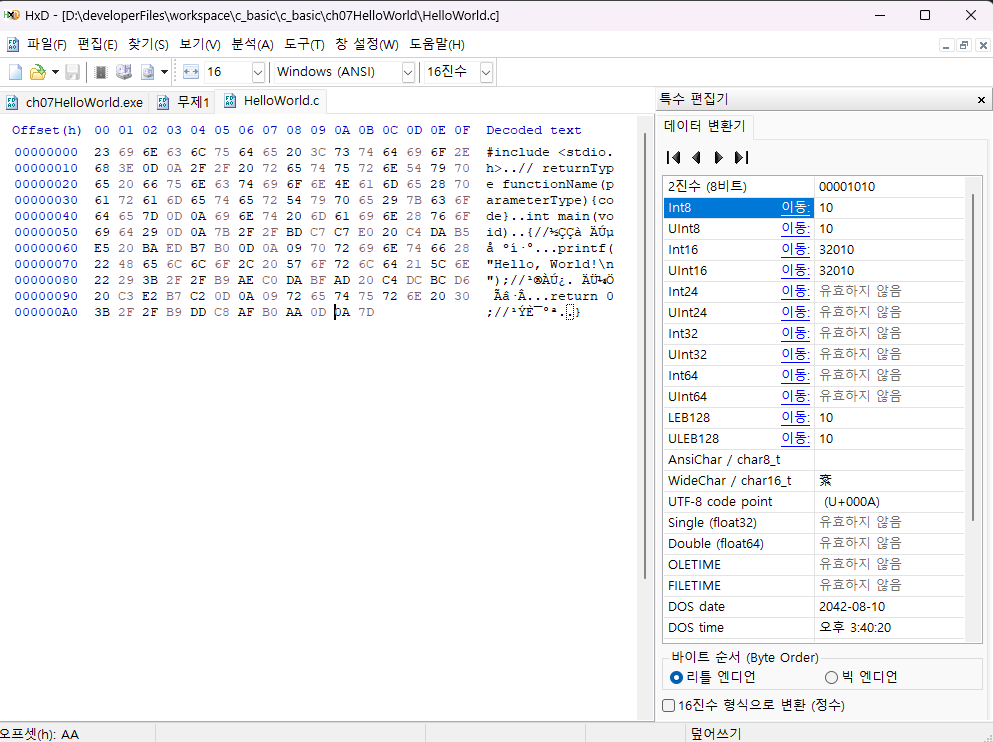 HxD - [D:\developerFiles\workspace\c_basic\c_basic\ch07HelloWorld\HelloWorld.c]
파일(F) 편집(E) 찾기(S) 보기(V) 분석(A) 도구(T) 창 설정(W) 도움말(H)
16 Windows (ANSI) 16진수
ch07HelloWorld.exe 무제1 HelloWorld.c
Offset(h) 00 01 02 03 04 05 06 07 08 09 0A 0B 0C 0D 0E 0F Decoded text
00000000 23 69 6E 63 6C 75 64 65 20 3C 73 74 64 69 6F 2E #include <stdio.
00000010 68 3E 0D 0A 2F 2F 20 72 65 74 75 72 6E 54 79 70 h>..// returnTyp
00000020 65 20 66 75 6E 63 74 69 6F 6E 4E 61 6D 65 28 70 e functionName(p
00000030 61 72 61 6D 65 74 65 72 54 79 70 65 29 7B 63 6F arameterType){co
00000040 64 65 7D 0D 0A 69 6E 74 20 6D 61 69 6E 28 76 6F de}..int main(vo
00000050 69 64 29 0D 0A 7B 2F 2F BD C7 C7 E0 20 C4 DA B5 id)..{//½ÇÇà ÄÚµ
00000060 E5 20 BA ED B7 B0 0D 0A 09 70 72 69 6E 74 66 28 å ºí·°...printf(
00000070 22 48 65 6C 6C 6F 2C 20 57 6F 72 6C 64 21 5C 6E "Hello, World!\n
00000080 22 29 3B 2F 2F B9 AE C0 DA BF AD 20 C4 DC BC D6 ");//¹®ÀÚ¿. ÄÜ¼Ö
00000090 20 C3 E2 B7 C2 0D 0A 09 72 65 74 75 72 6E 20 30  Ãâ·Â...return 0
000000A0 3B 2F 2F B9 DD C8 AF B0 AA 0D 0A 7D ;//¹ÝÈ¯°ª..}
특수 편집기
데이터 변환기
2진수 (8비트) 00001010
Int8 이동: 10
UInt8 이동: 10
Int16 이동: 32010
UInt16 이동: 32010
Int24 이동: 유효하지 않음
UInt24 이동: 유효하지 않음
Int32 이동: 유효하지 않음
UInt32 이동: 유효하지 않음
Int64 이동: 유효하지 않음
UInt64 이동: 유효하지 않음
LEB128 이동: 10
ULEB128 이동: 10
AnsiChar / char8_t
WideChar / char16_t 紊
UTF-8 code point (U+000A)
Single (float32) 유효하지 않음
Double (float64) 유효하지 않음
OLETIME 유효하지 않음
FILETIME 유효하지 않음
DOS date 2042-08-10
DOS time 오후 3:40:20
바이트 순서 (Byte Order)
리틀 엔디언 빅 엔디언
16진수 형식으로 변환 (정수)
오프셋(h): AA 덮어쓰기